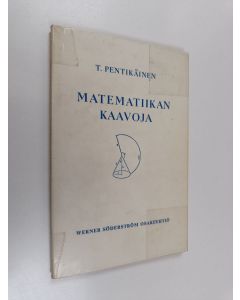 T. PENTIKÄINEN
MATEMATIIKAN
KAAVOJA
WERNER SÖDERSTRÖM OSAKEYHTIÖ